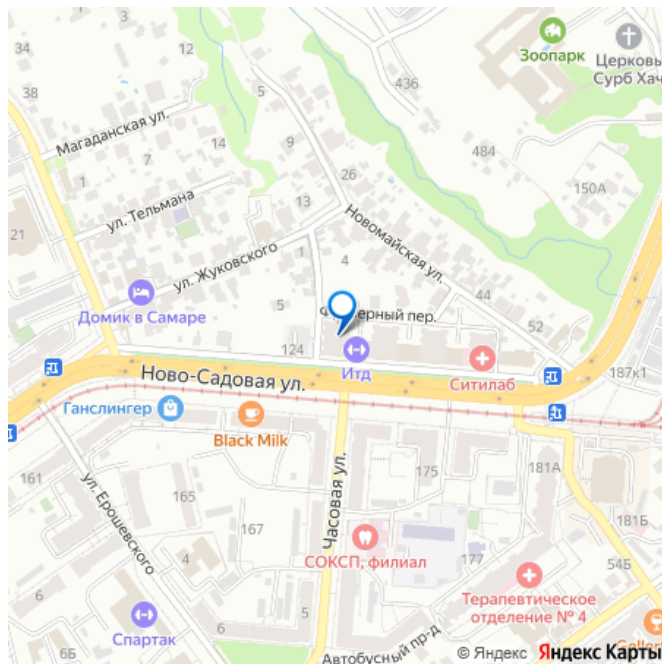 38
12
34
5
436
Зоопарк
Церковь
Сурб Хач
Магаданская ул.
1
14
9
26
484
7
ул. Тельмана
13
Новомайская ул.
150А
21
ул. Жуковского
1
4
44
Домик в Самаре
5
верный пер.
52
124
Итд
Ситилаб
187к1
Ново-Садовая ул.
Ганслингер
Black Milk
161
ул. Ерошевского
165
167
Часовая ул.
175
181А
181Б
СОКСП, филиал
177
54Б
4
5
6
6
Спартак
Терапевтическое
отделение № 4
Автобусный пр-д
© Яндекс Яндекс Карты